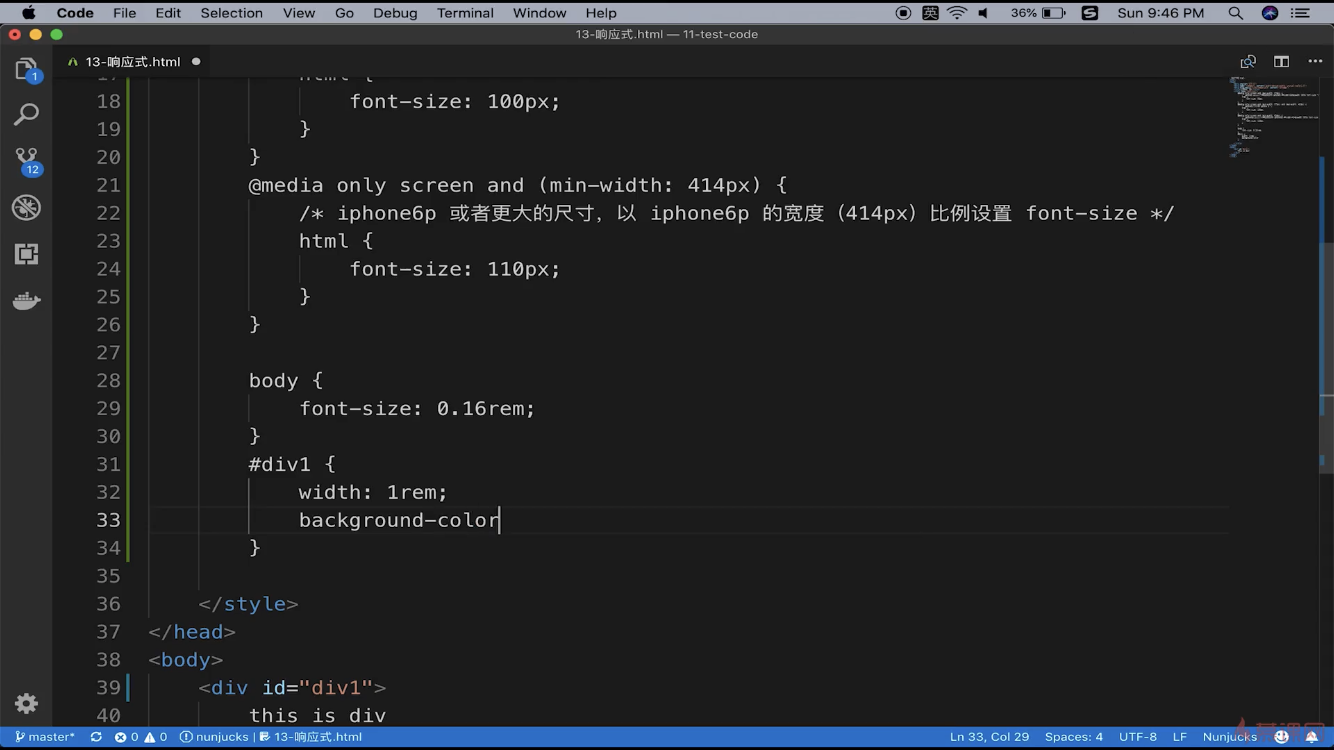 Code File Edit Selection View Go Debug Terminal Window Help 英 36% S Sun 9:46 PM
13-响应式.html — 11-test-code
13-响应式.html
1
12
html {
18 font-size: 100px;
19 }
20 }
21 @media only screen and (min-width: 414px) {
22 /* iphone6p 或者更大的尺寸，以 iphone6p 的宽度（414px）比例设置 font-size */
23 html {
24 font-size: 110px;
25 }
26 }
27
28 body {
29 font-size: 0.16rem;
30 }
31 #div1 {
32 width: 1rem;
33 background-color
34 }
35
36 </style>
37 </head>
38 <body>
39 <div id="div1">
40 this is div
master* 0 0 nunjucks | 13-响应式.html Ln 33, Col 29 Spaces: 4 UTF-8 LF Nunjucks
慕课网